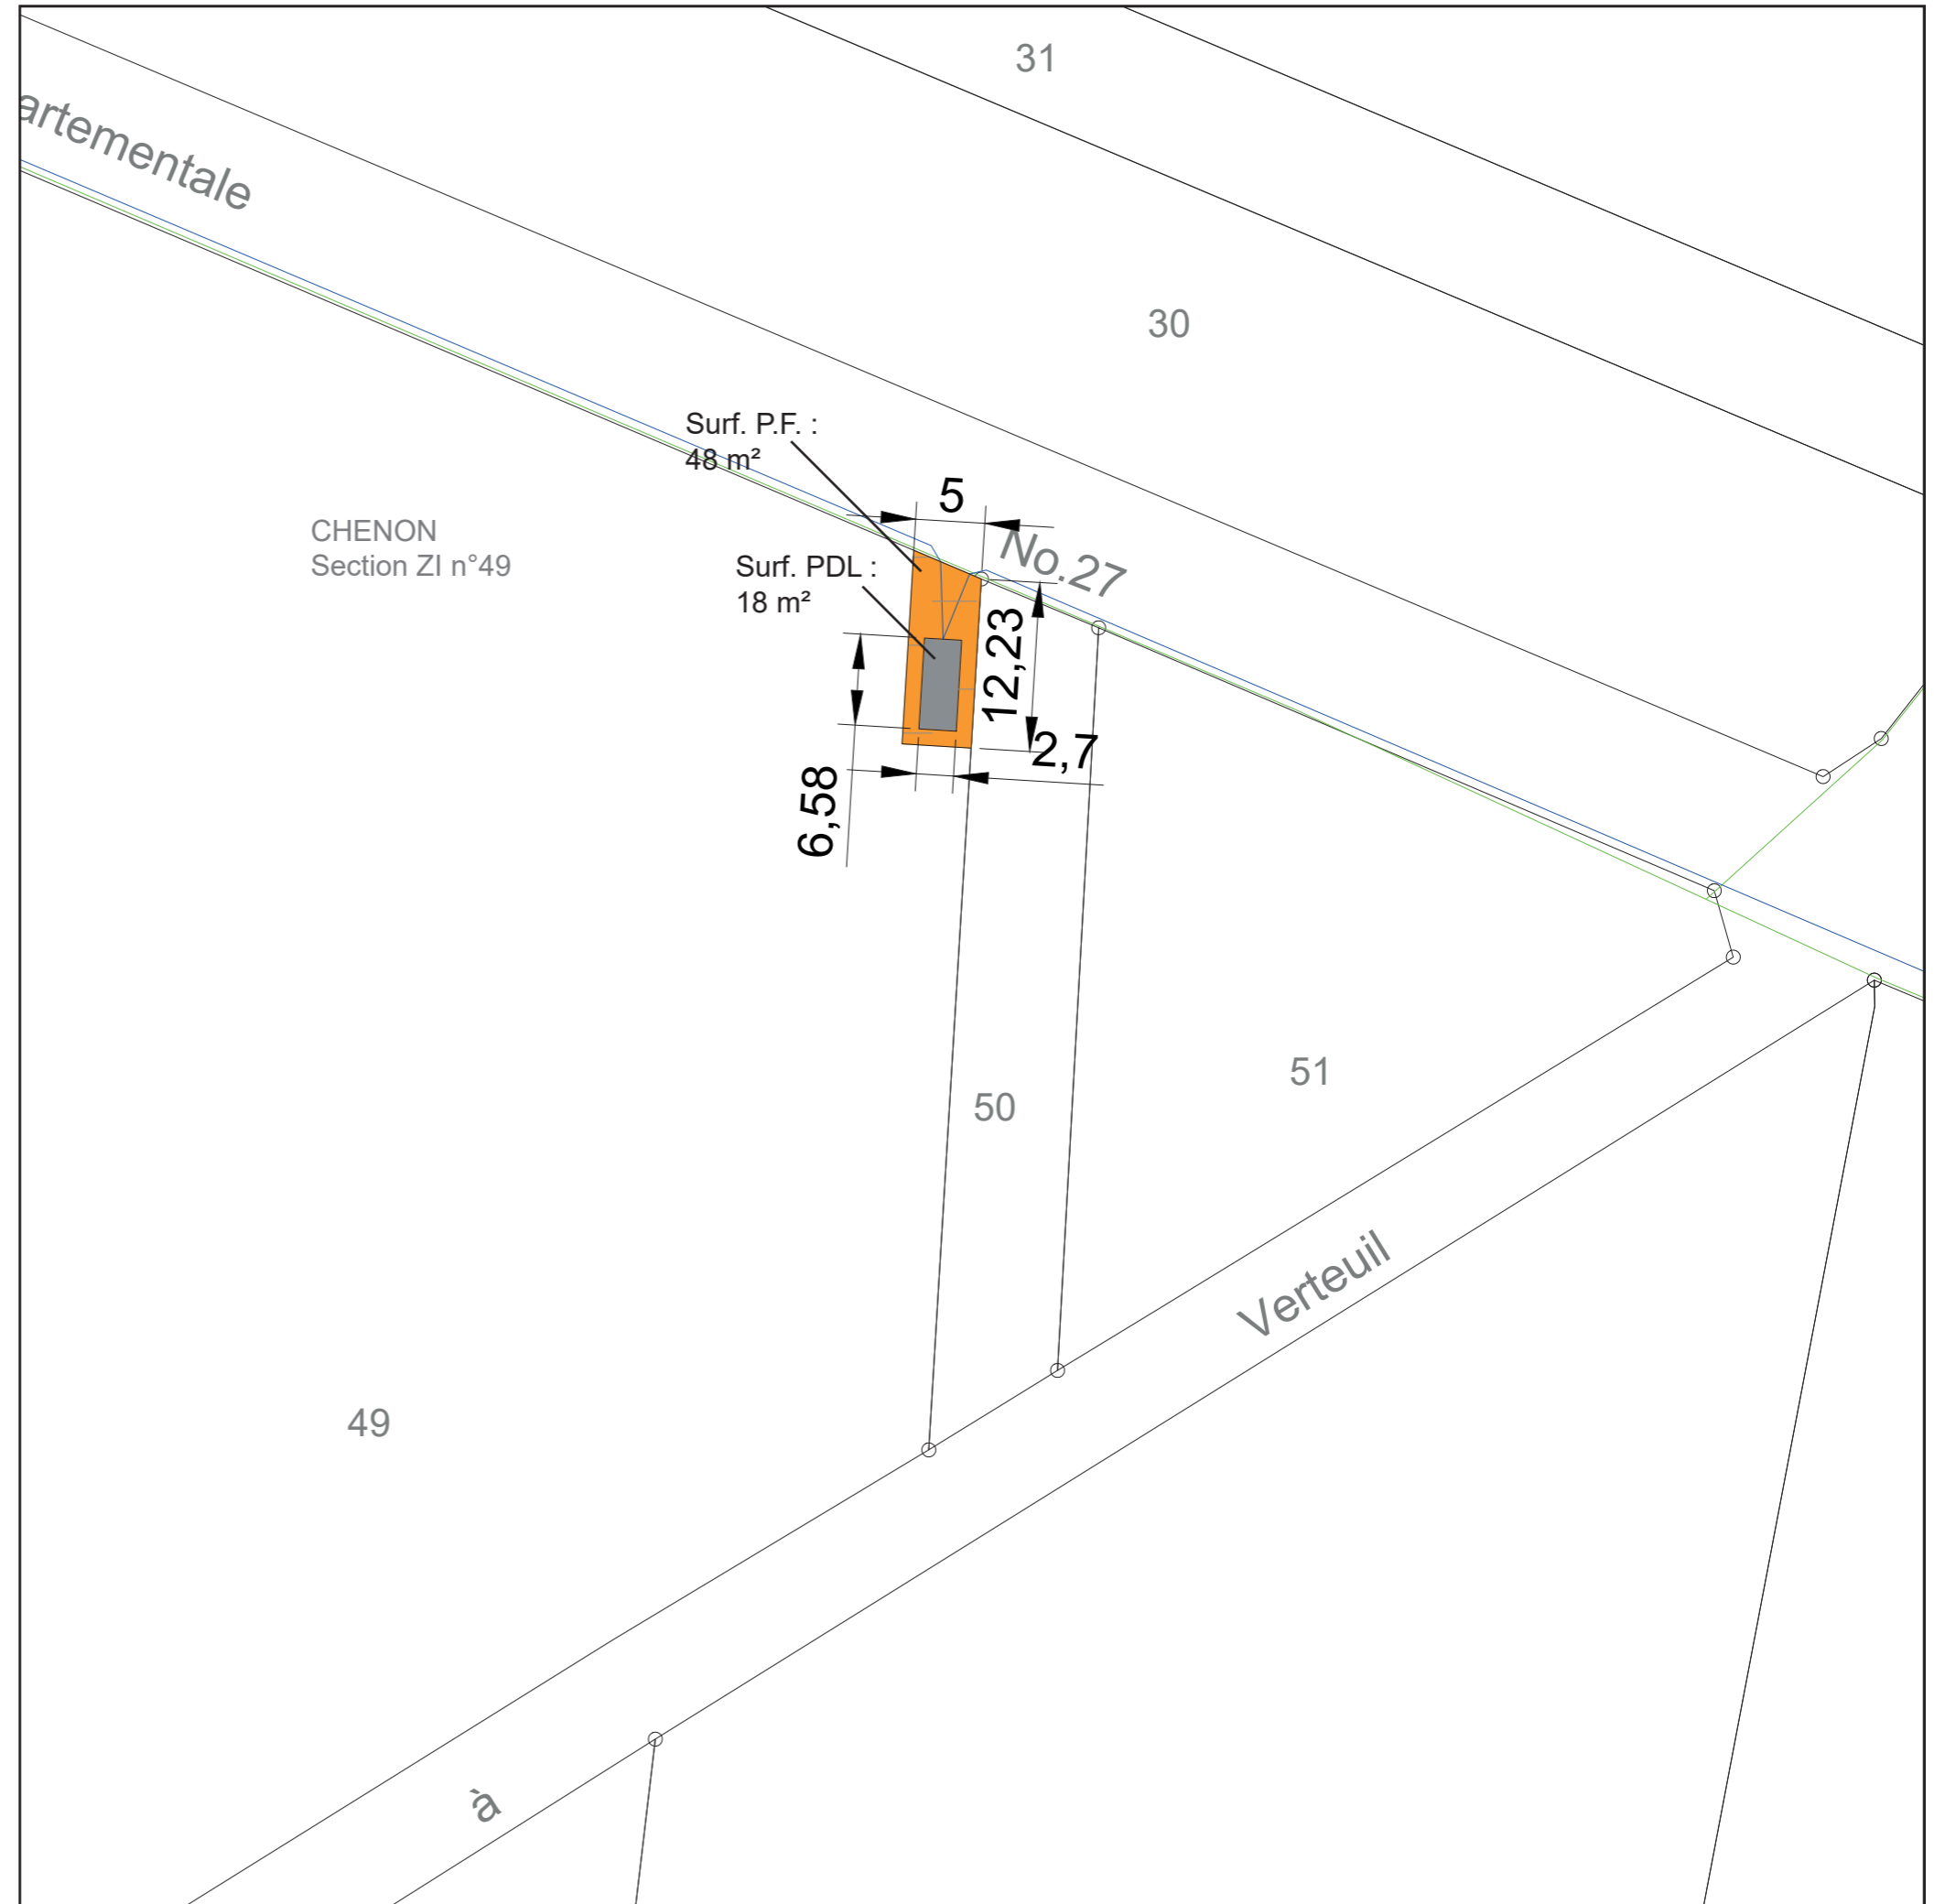 31
artementale
30
Surf. P.F. :
48 m²
5
CHENON
Section ZI n°49
No.27
Surf. PDL :
18 m²
12,23
2,7
6,58
51
50
Verteuil
49
à